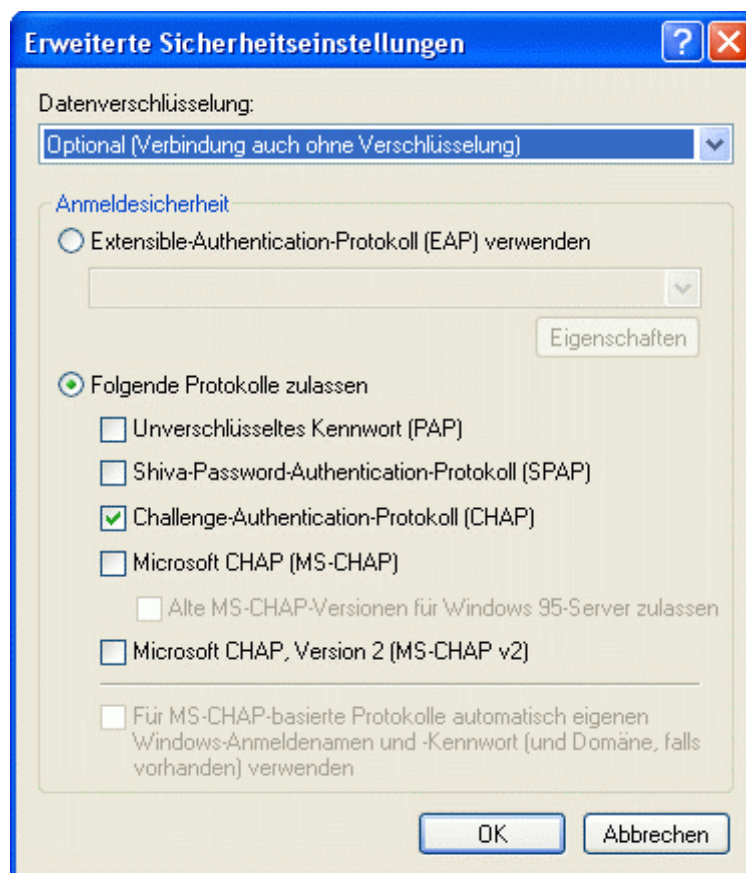 Erweiterte Sicherheitseinstellungen
Datenverschlüsselung:
Optional (Verbindung auch ohne Verschlüsselung)
Anmeldesicherheit
Extensible-Authentication-Protokoll (EAP) verwenden
Eigenschaften
Folgende Protokolle zulassen
Unverschlüsseltes Kennwort (PAP)
Shiva-Password-Authentication-Protokoll (SPAP)
Challenge-Authentication-Protokoll (CHAP)
Microsoft CHAP (MS-CHAP)
Alte MS-CHAP-Versionen für Windows 95-Server zulassen
Microsoft CHAP, Version 2 (MS-CHAP v2)
Für MS-CHAP-basierte Protokolle automatisch eigenen
Windows-Anmeldenamen und -Kennwort (und Domäne, falls
vorhanden) verwenden
OK Abbrechen